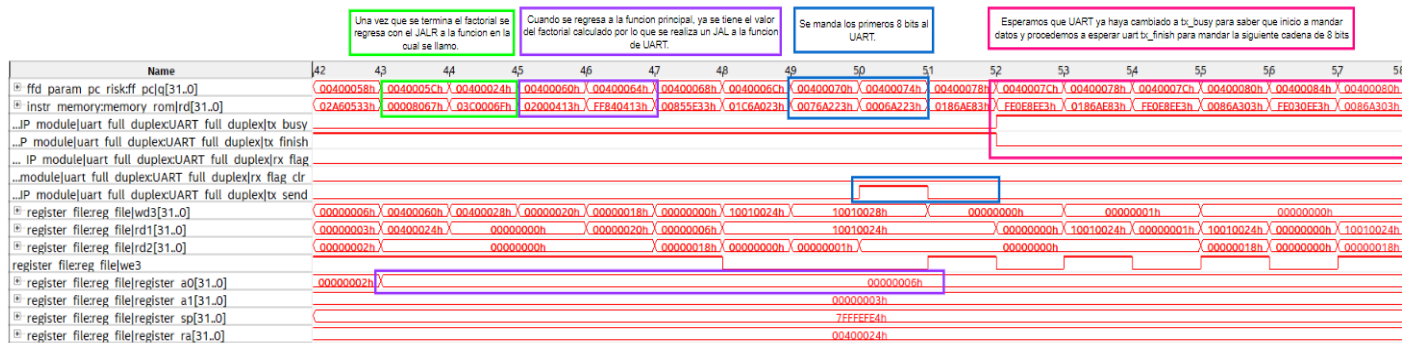 Una vez que se termina el factorial se
regresa con el JALR a la funcion en la
cual se llamo.
Cuando se regresa a la funcion principal, ya se tiene el valor
del factorial calculado por lo que se realiza un JAL a la funcion
de UART.
Se manda los primeros 8 bits al
UART.
Esperamos que UART ya haya cambiado a tx_busy para saber que inicio a mandar
datos y procedemos a esperar uart tx_finish para mandar la siguiente cadena de 8 bits
Name 42 43 44 45 46 47 48 49 50 51 52 53 54 55 56 57 58
ffd param pc risk:ff pc|q[31..0] 00400058h 0040005Ch 00400024h 00400060h 00400064h 00400068h 0040006Ch 00400070h 00400074h 00400078h 0040007Ch 00400078h 0040007Ch 00400080h 00400084h 00400080h
instr memory:memory rom|rd[31..0] 02A60533h 00008067h 03C0006Fh 02000413h FF840413h 00855E33h 01C6A023h 0076A223h 0006A223h 0186AE83h FE0E8EE3h 0186AE83h FE0E8EE3h 0086A303h FE030EE3h 0086A303h
...IP module|uart full duplex:UART full duplex|tx busy
...P module|uart full duplex:UART full duplex|tx finish
... IP module|uart full duplex:UART full duplex|rx flag
...module|uart full duplex:UART full duplex|rx flag clr
...IP module|uart full duplex:UART full duplex|tx send
register file:reg file|wd3[31..0] 00000006h 00400060h 00400028h 00000020h 00000018h 00000000h 10010024h 10010028h 00000000h 00000001h 00000000h
register file:reg file|rd1[31..0] 00000003h 00400024h 00000000h 00000020h 00000006h 10010024h 00000000h 10010024h 00000001h 10010024h 00000000h 10010024h
register file:reg file|rd2[31..0] 00000002h 00000000h 00000018h 00000000h 00000001h 00000000h 00000018h 00000000h 00000018h
register file:reg file|we3
register file:reg file|register a0[31..0] 00000002h 00000006h
register file:reg file|register a1[31..0] 00000003h
register file:reg file|register sp[31..0] 7FFFEFE4h
register file:reg file|register ra[31..0] 00400024h